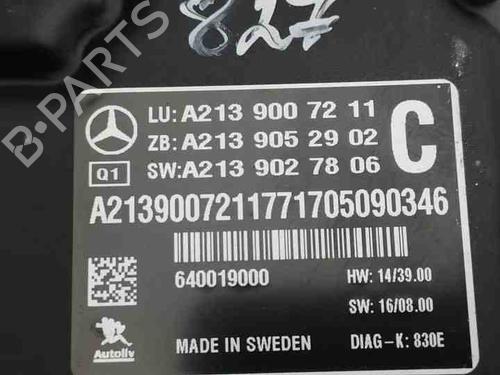 827
LU: A213 900 72 11
ZB: A213 905 29 02
Q1
SW: A213 902 78 06
C
A2139007211771705090346
640019000
HW: 14/39.00
SW: 16/08.00
Autoliv
MADE IN SWEDEN
DIAG-K: 830E